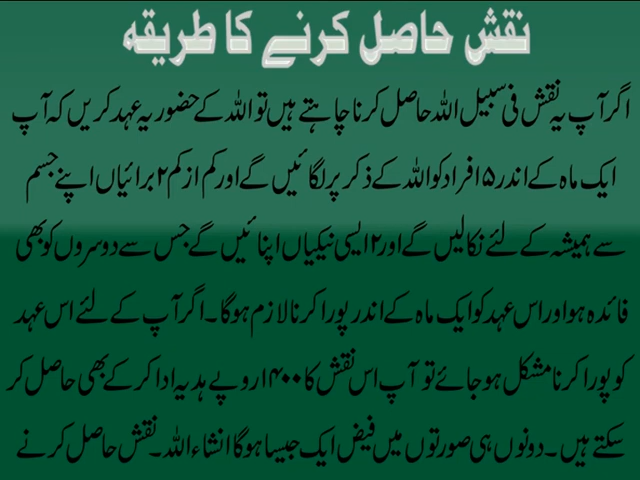 نقش حاصل کرنے کا طریقہ
اگر آپ یہ نقش فی سبیل اللہ حاصل کرنا چاہتے ہیں تو اللہ کے حضور یہ عہد کریں کہ آپ
ایک ماہ کے اندر ۵ افراد کو اللہ کے ذکر پر لگائیں گے اور کم از کم ۲ برائیاں اپنے جسم
سے ہمیشہ کے لئے نکالیں گے اور ۲ ایسی نیکیاں اپنائیں گے جس سے دوسروں کو بھی
فائدہ ہو اور اس عہد کو ایک ماہ کے اندر پورا کرنا لازم ہوگا۔ اگر آپ کے لئے اس عہد
کو پورا کرنا مشکل ہو جائے تو آپ اس نقش کا ۱۴۰۰ روپے ہدیہ ادا کر کے بھی حاصل کر
سکتے ہیں۔ دونوں ہی صورتوں میں فیض ایک جیسا ہوگا انشاء اللہ۔ نقش حاصل کرنے